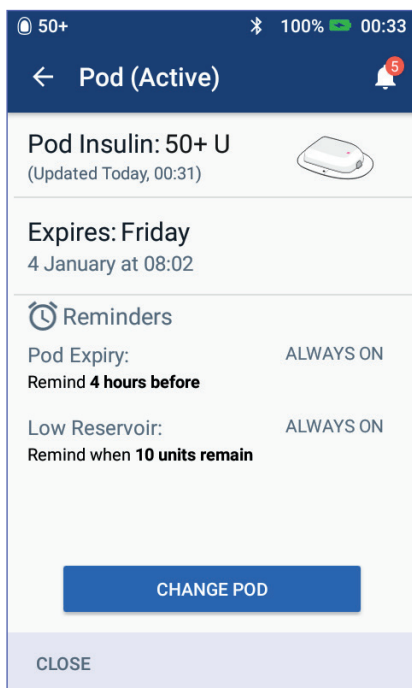 50+ 100% 00:33
Pod (Active)
5
Pod Insulin: 50+ U
(Updated Today, 00:31)
Expires: Friday
4 January at 08:02
Reminders
Pod Expiry: ALWAYS ON
Remind 4 hours before
Low Reservoir: ALWAYS ON
Remind when 10 units remain
CHANGE POD
CLOSE